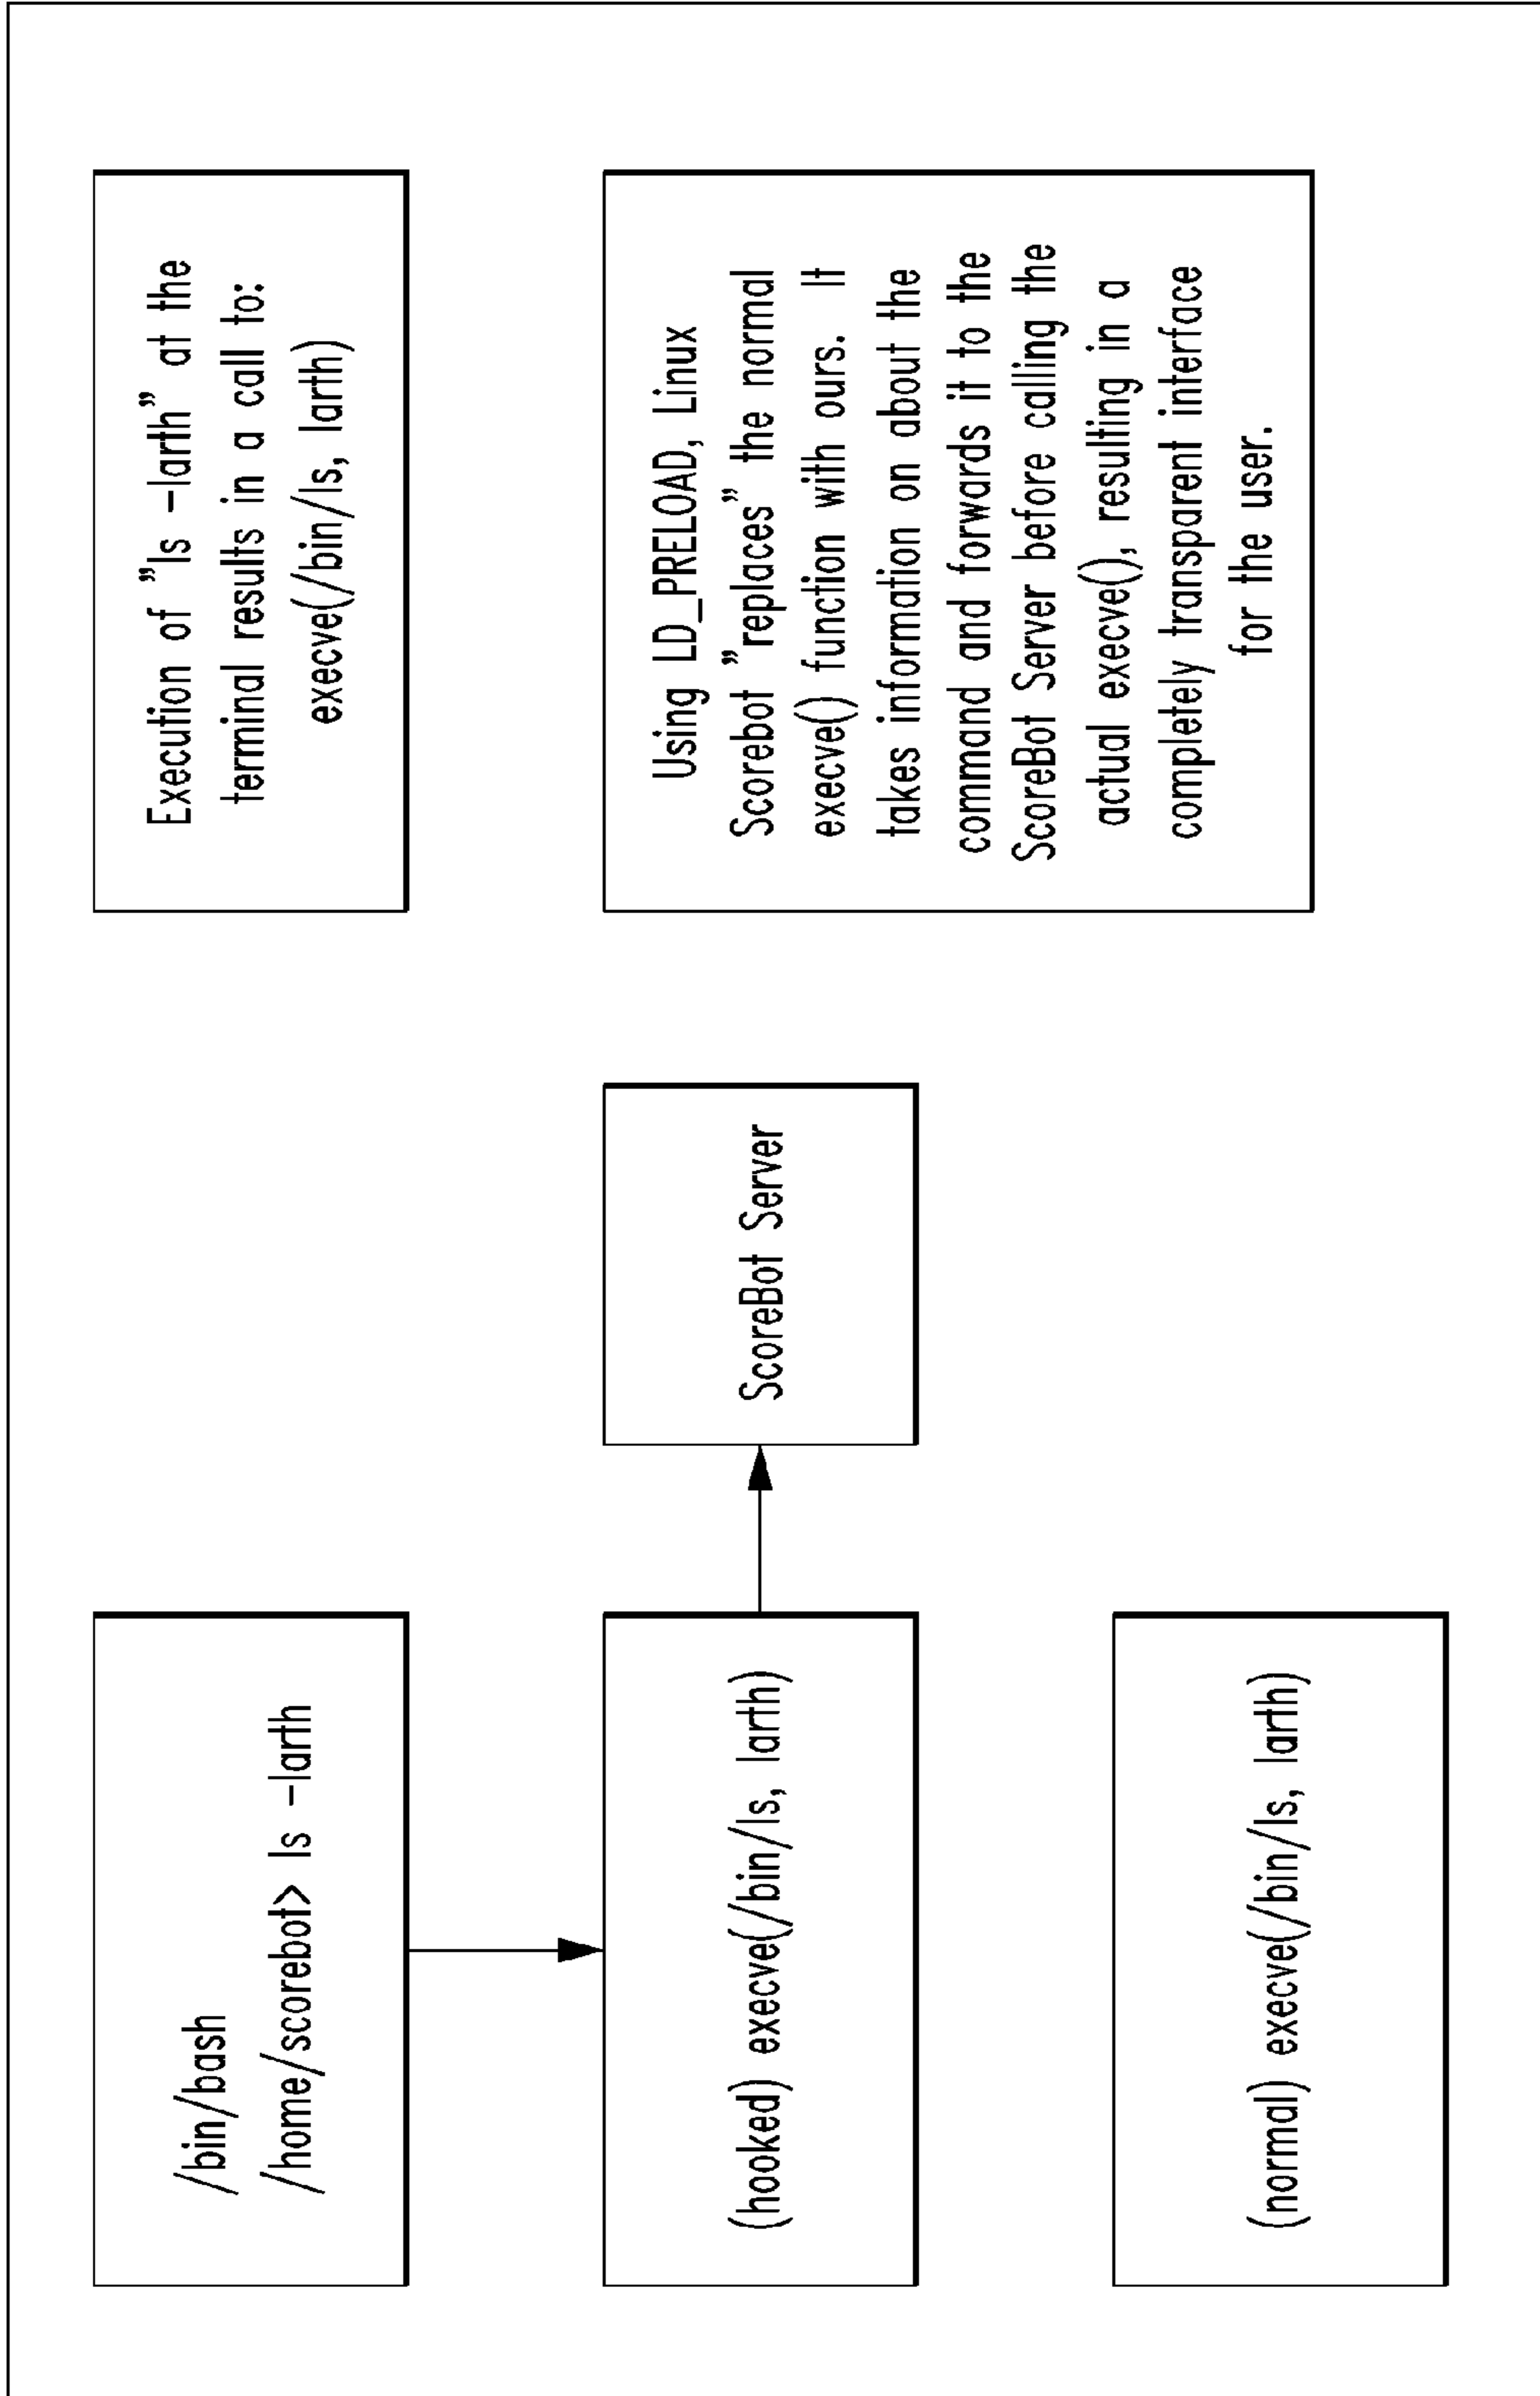 /bin/bash
/home/scorebot> ls -larth
Execution of "ls -larth" at the
terminal results in a call to:
execve(/bin/ls, larth)
(hooked) execve(/bin/ls, larth)
ScoreBot Server
Using LD_PRELOAD, Linux
Scorebot "replaces" the normal
execve() function with ours. It
takes information on about the
command and forwards it to the
ScoreBot Server before calling the
actual execve(), resulting in a
completely transparent interface
for the user.
(normal) execve(/bin/ls, larth)